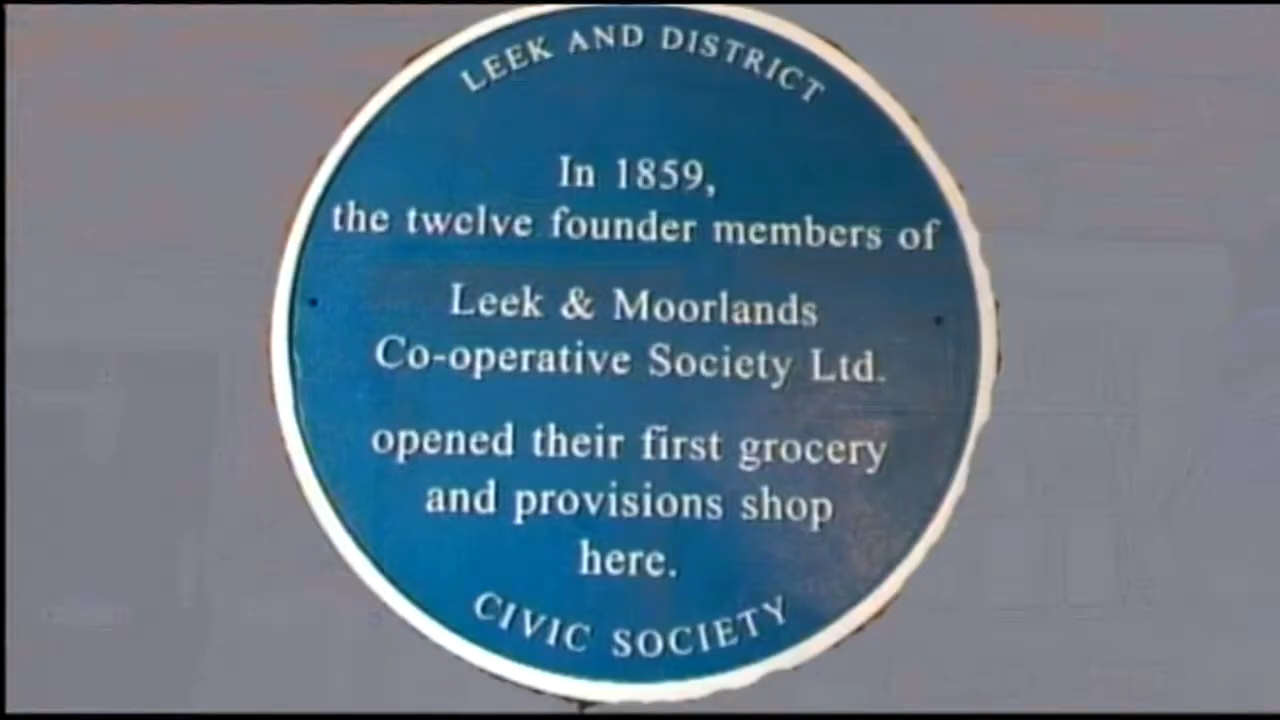 LEEK AND DISTRICT
In 1859,
the twelve founder members of
Leek & Moorlands
Co-operative Society Ltd.
opened their first grocery
and provisions shop
here.
CIVIC SOCIETY